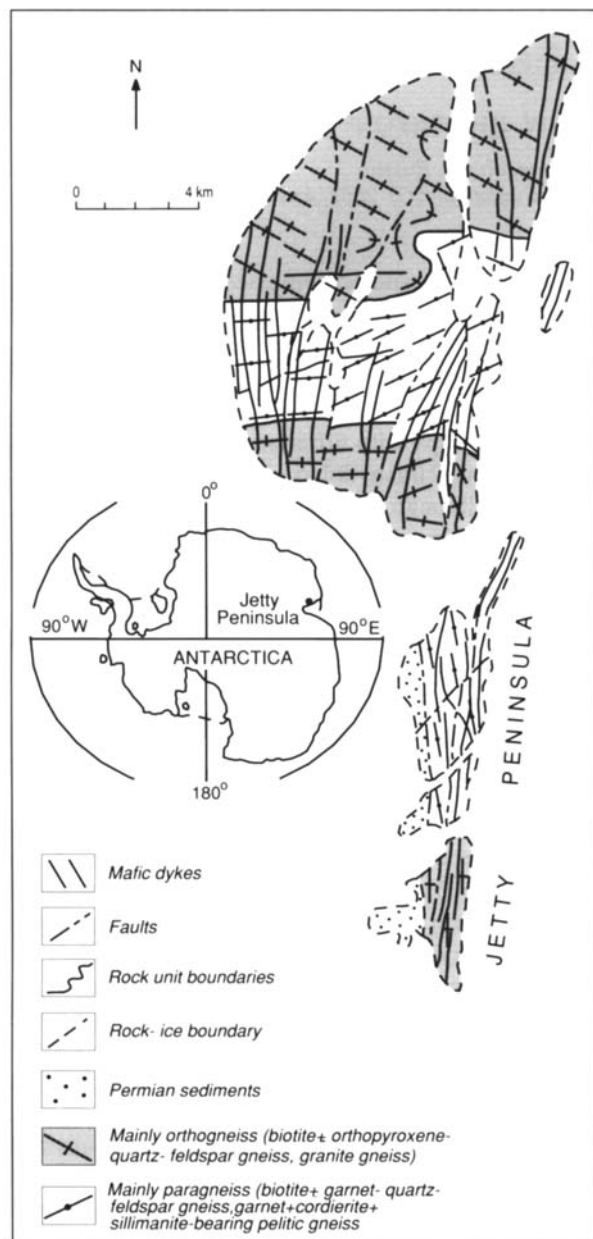 N
0 4 km
0°
Jetty
Peninsula
90°W
90°E
ANTARCTICA
180°
JETTY PENINSULA
Mafic dykes
Faults
Rock unit boundaries
Rock- ice boundary
Permian sediments
Mainly orthogneiss (biotite± orthopyroxene-
quartz- feldspar gneiss, granite gneiss)
Mainly paragneiss (biotite± garnet- quartz-
feldspar gneiss,garnet+cordierite+
sillimanite-bearing pelitic gneiss